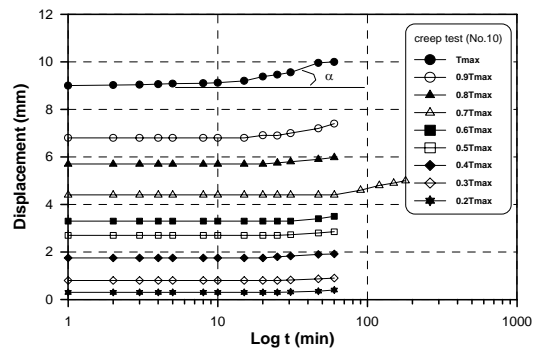 12
10
8
6
4
2
0
Displacement (mm)
1
10
100
1000
Log t (min)
α
creep test (No.10)
Tmax
0.9Tmax
0.8Tmax
0.7Tmax
0.6Tmax
0.5Tmax
0.4Tmax
0.3Tmax
0.2Tmax